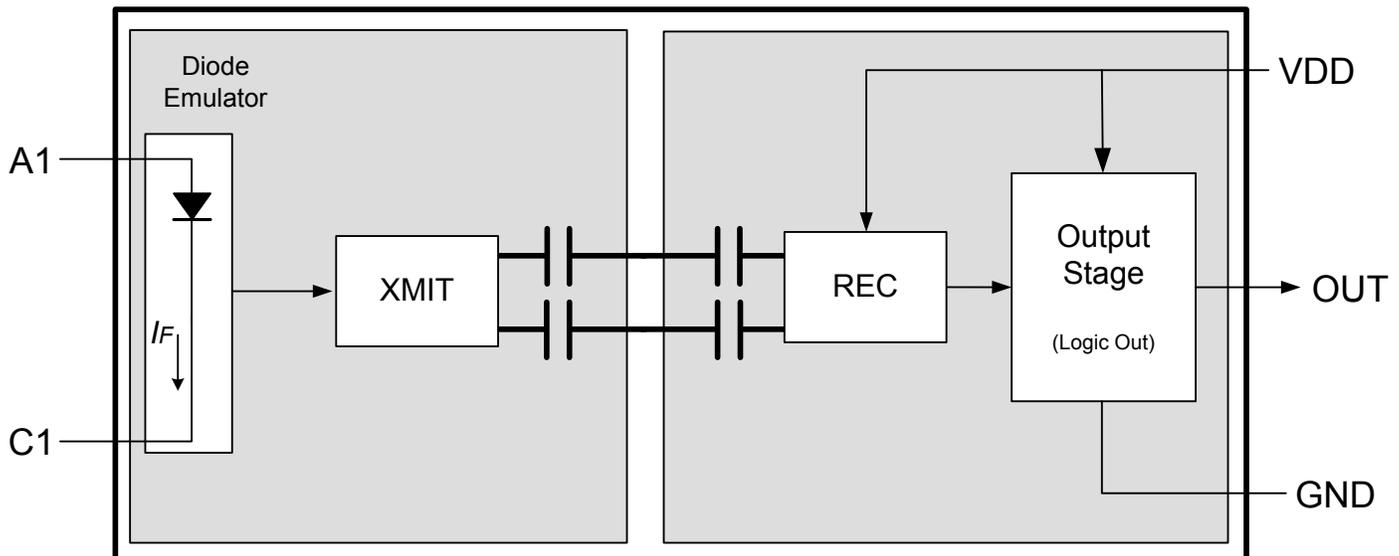 Diode
Emulator
VDD
A1
Output
Stage
XMIT
REC
OUT
IF
(Logic Out)
C1
GND